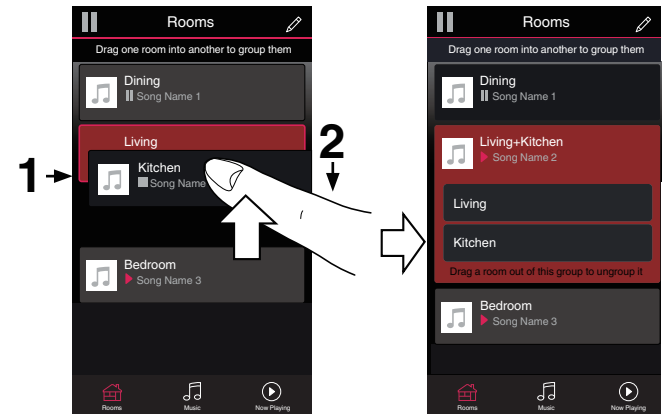 Rooms
Drag one room into another to group them
Dining
Song Name 1
Living
Kitchen
Song Name
Bedroom
Song Name 3
Rooms
Music
Now Playing
1
2
Rooms
Drag one room into another to group them
Dining
Song Name 1
Living+Kitchen
Song Name 2
Living
Kitchen
Drag a room out of this group to ungroup it
Bedroom
Song Name 3
Rooms
Music
Now Playing